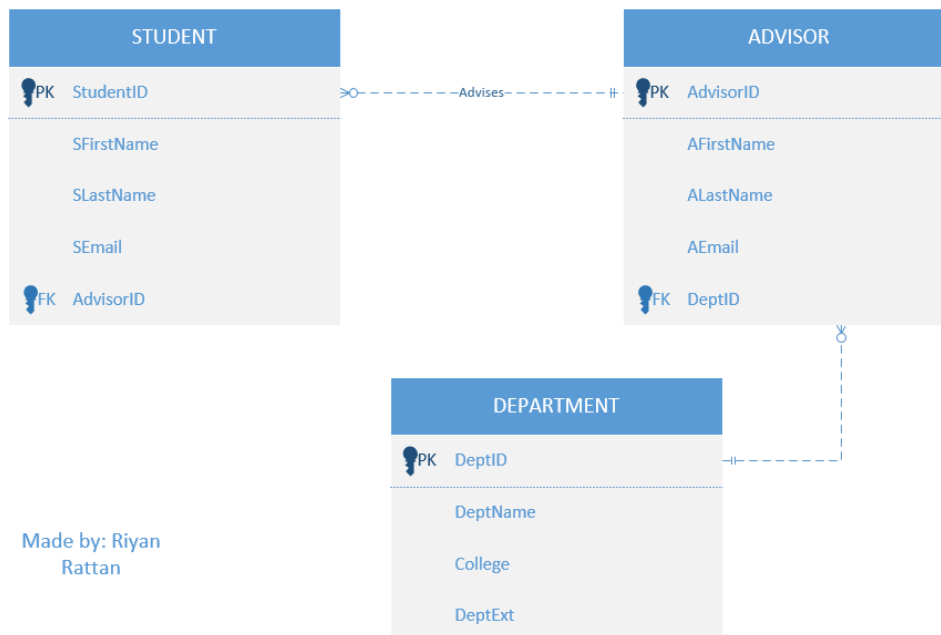 STUDENT
PK StudentID
SFirstName
SLastName
SEmail
FK AdvisorID
Advises
ADVISOR
PK AdvisorID
AFirstName
ALastName
AEmail
FK DeptID
DEPARTMENT
PK DeptID
DeptName
College
DeptExt
Made by: Riyan
Rattan